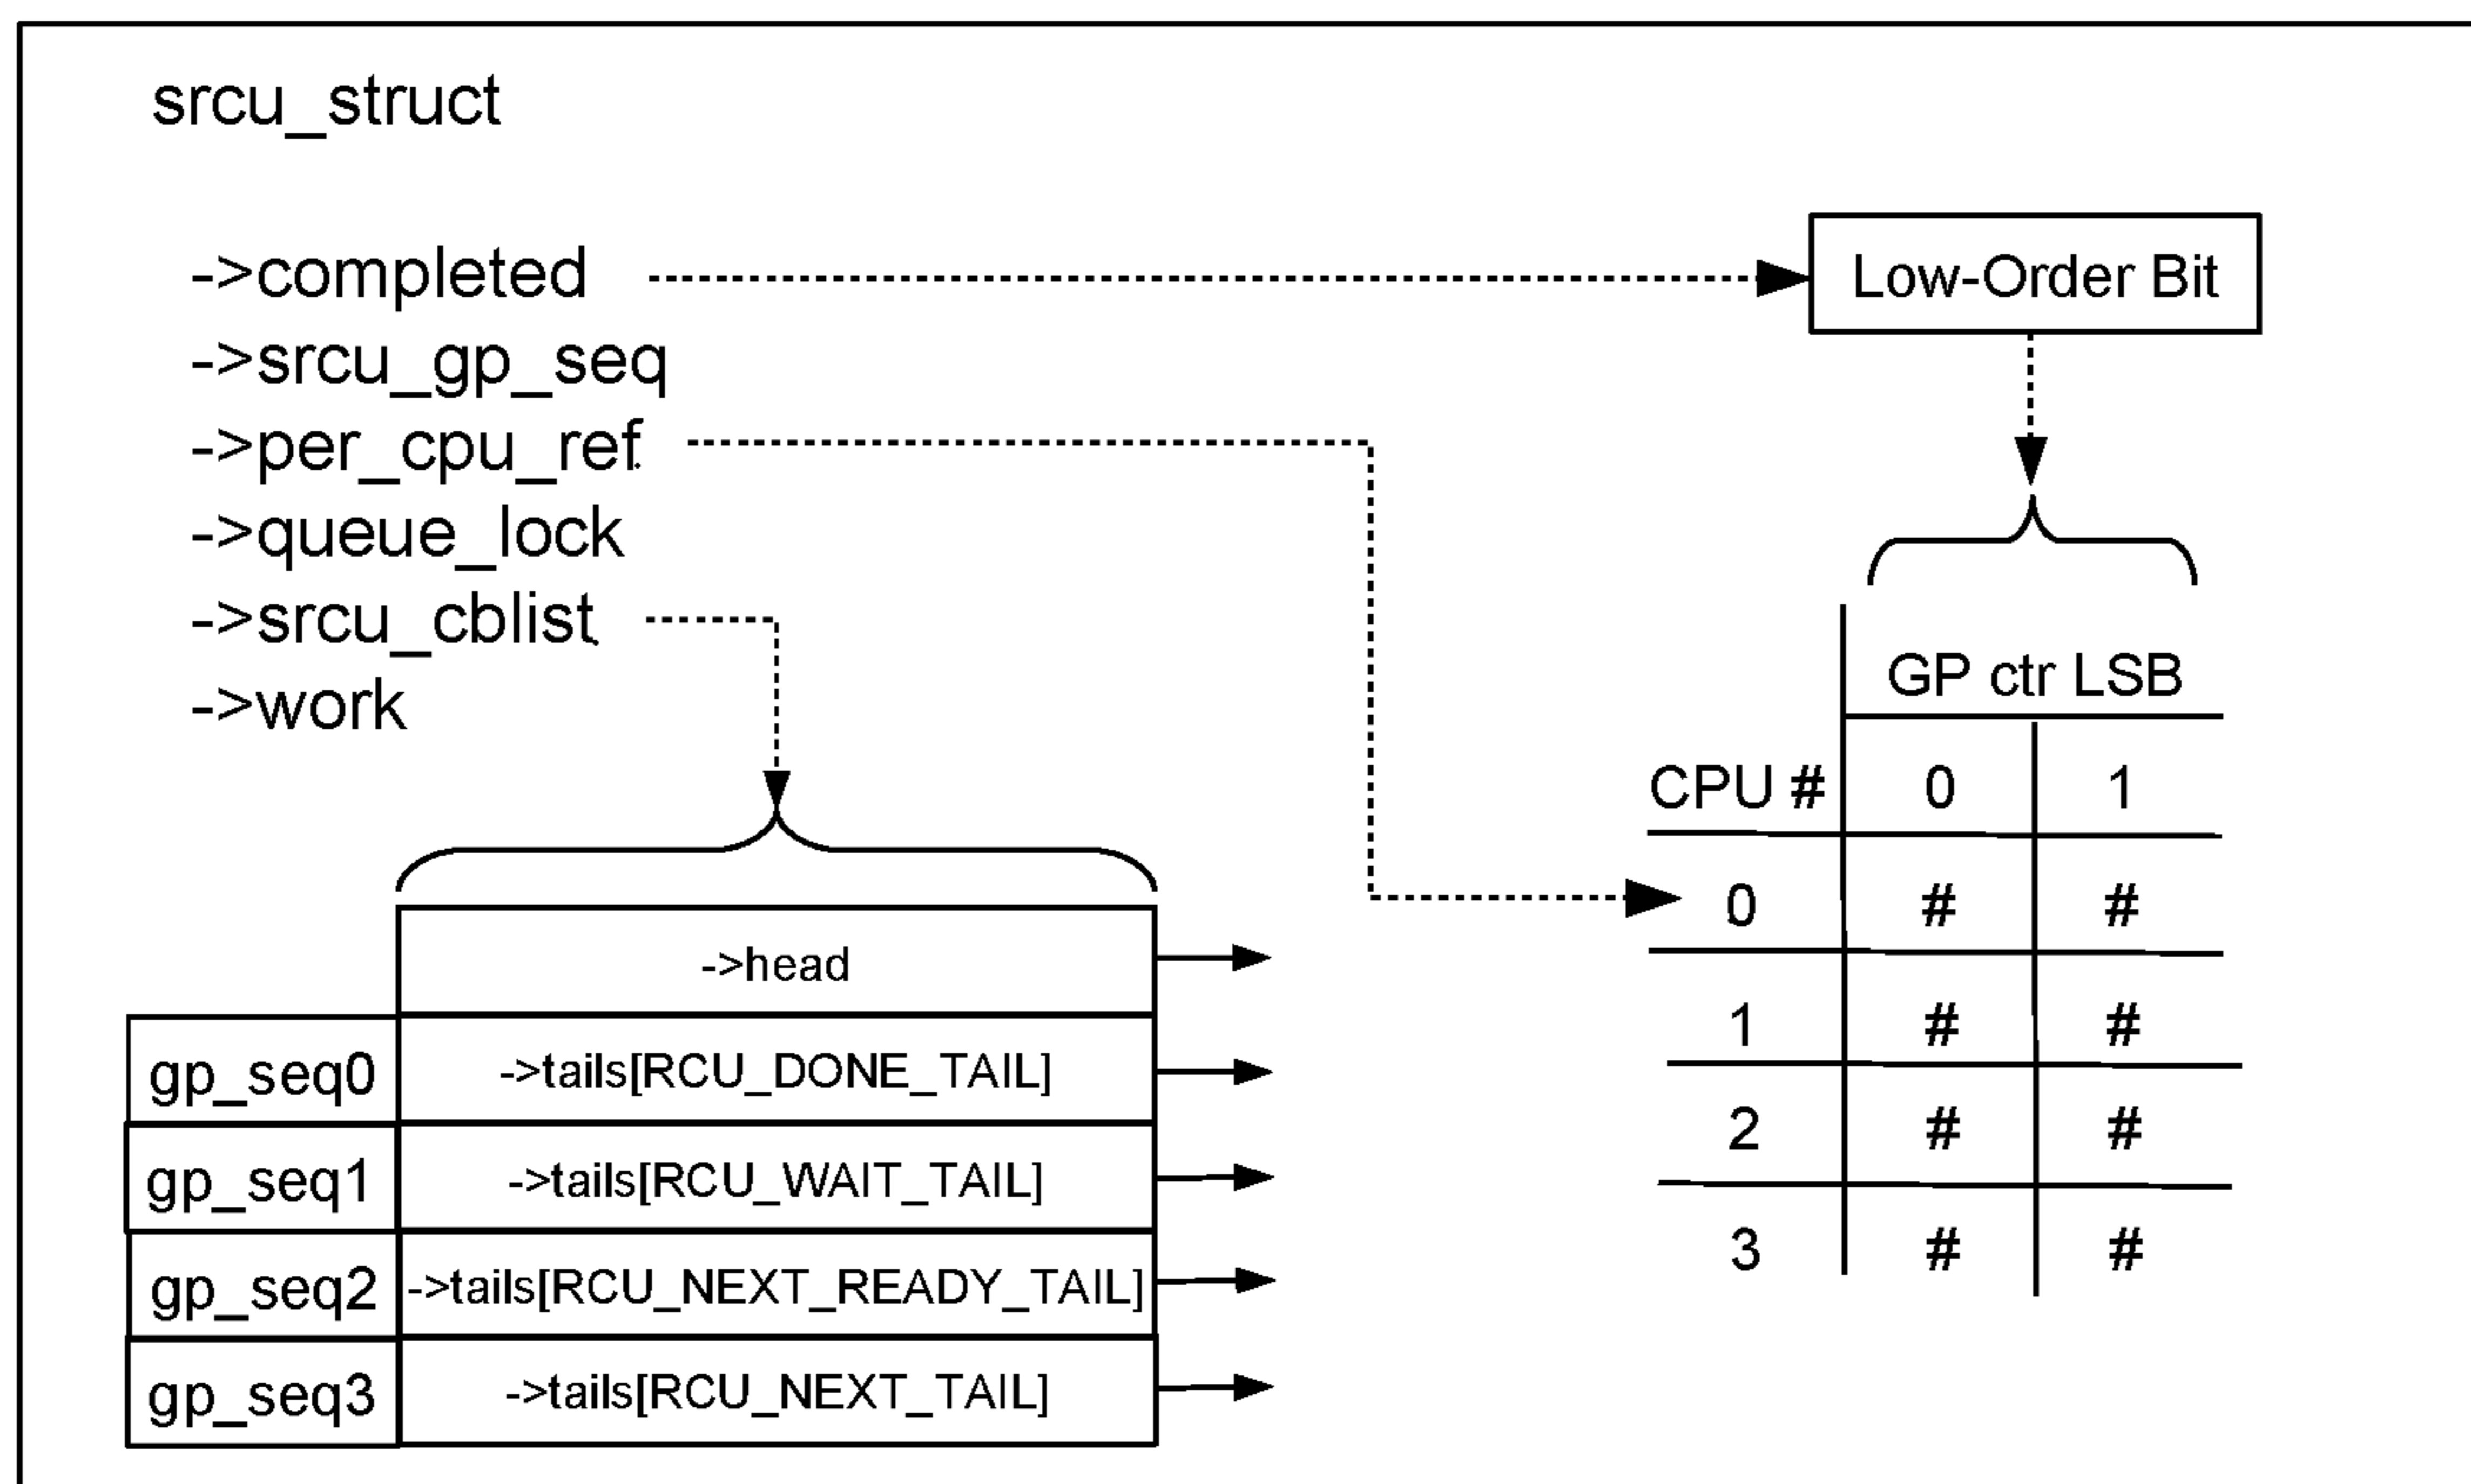 srcu_struct
->completed
->srcu_gp_seq
->per_cpu_ref
->queue_lock
->srcu_cblist
->work
Low-Order Bit
GP ctr LSB
CPU # 0 1
0 # #
1 # #
2 # #
3 # #
->head
gp_seq0 ->tails[RCU_DONE_TAIL]
gp_seq1 ->tails[RCU_WAIT_TAIL]
gp_seq2 ->tails[RCU_NEXT_READY_TAIL]
gp_seq3 ->tails[RCU_NEXT_TAIL]